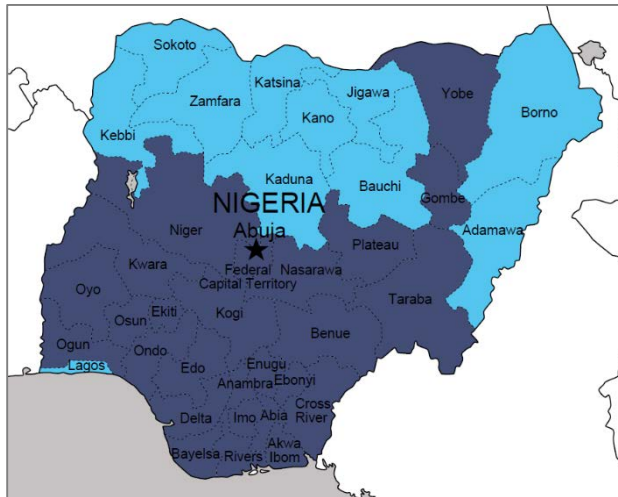 Sokoto
Katsina
Jigawa
Yobe
Zamfara
Kano
Borno
Kebbi
Kaduna
Bauchi
NIGERIA
Gombe
Abuja
Niger
Adamawa
Plateau
Kwara
Federal
Capital Territory
Nasarawa
Oyo
Taraba
Ekiti
Osun
Kogi
Benue
Ogun
Ondo
Lagos
Edo
Enugu
Anambra
Ebonyi
Cross
River
Delta
Imo
Abia
Akwa
Ibom
Bayelsa
Rivers